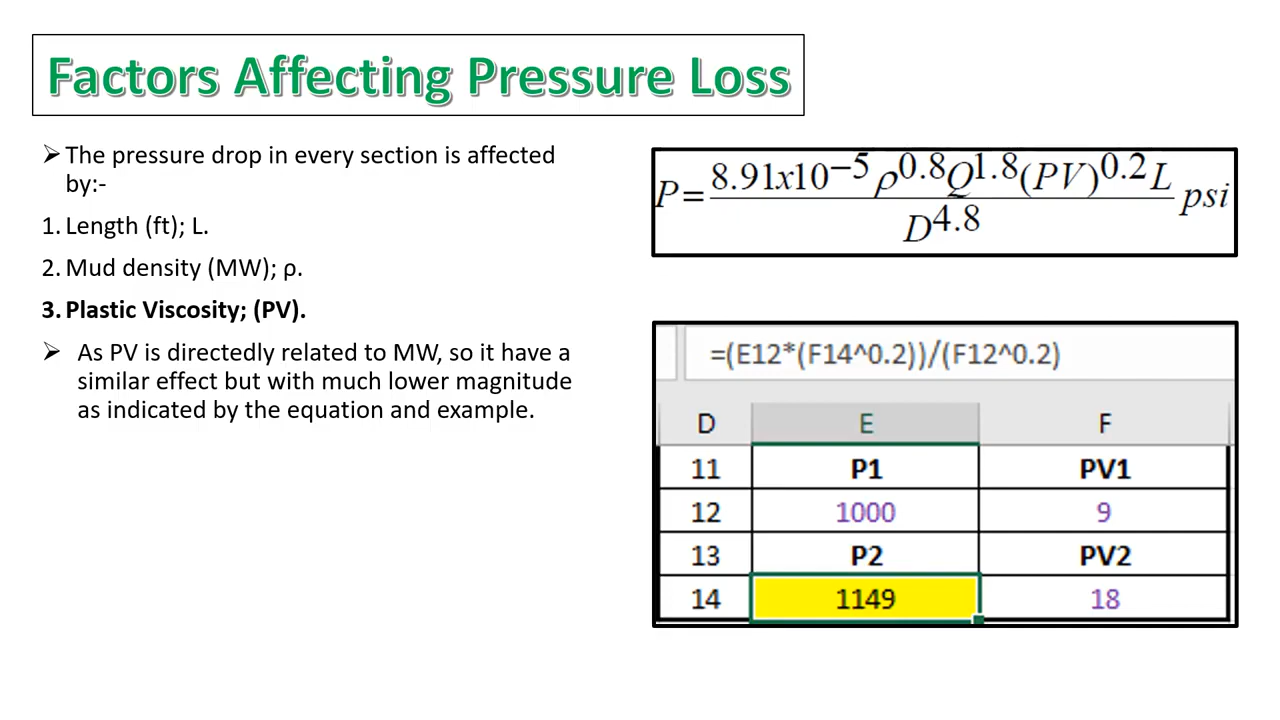 Factors Affecting Pressure Loss
➢ The pressure drop in every section is affected
by:-
1. Length (ft); L.
2. Mud density (MW); ρ.
3. Plastic Viscosity; (PV).
➢ As PV is directedly related to MW, so it have a
similar effect but with much lower magnitude
as indicated by the equation and example.
P = 8.91x10^−5 ρ^0.8 Q^1.8 (PV)^0.2 L / D^4.8 psi
=(E12*(F14^0.2))/(F12^0.2)
D E F
11 P1 PV1
12 1000 9
13 P2 PV2
14 1149 18